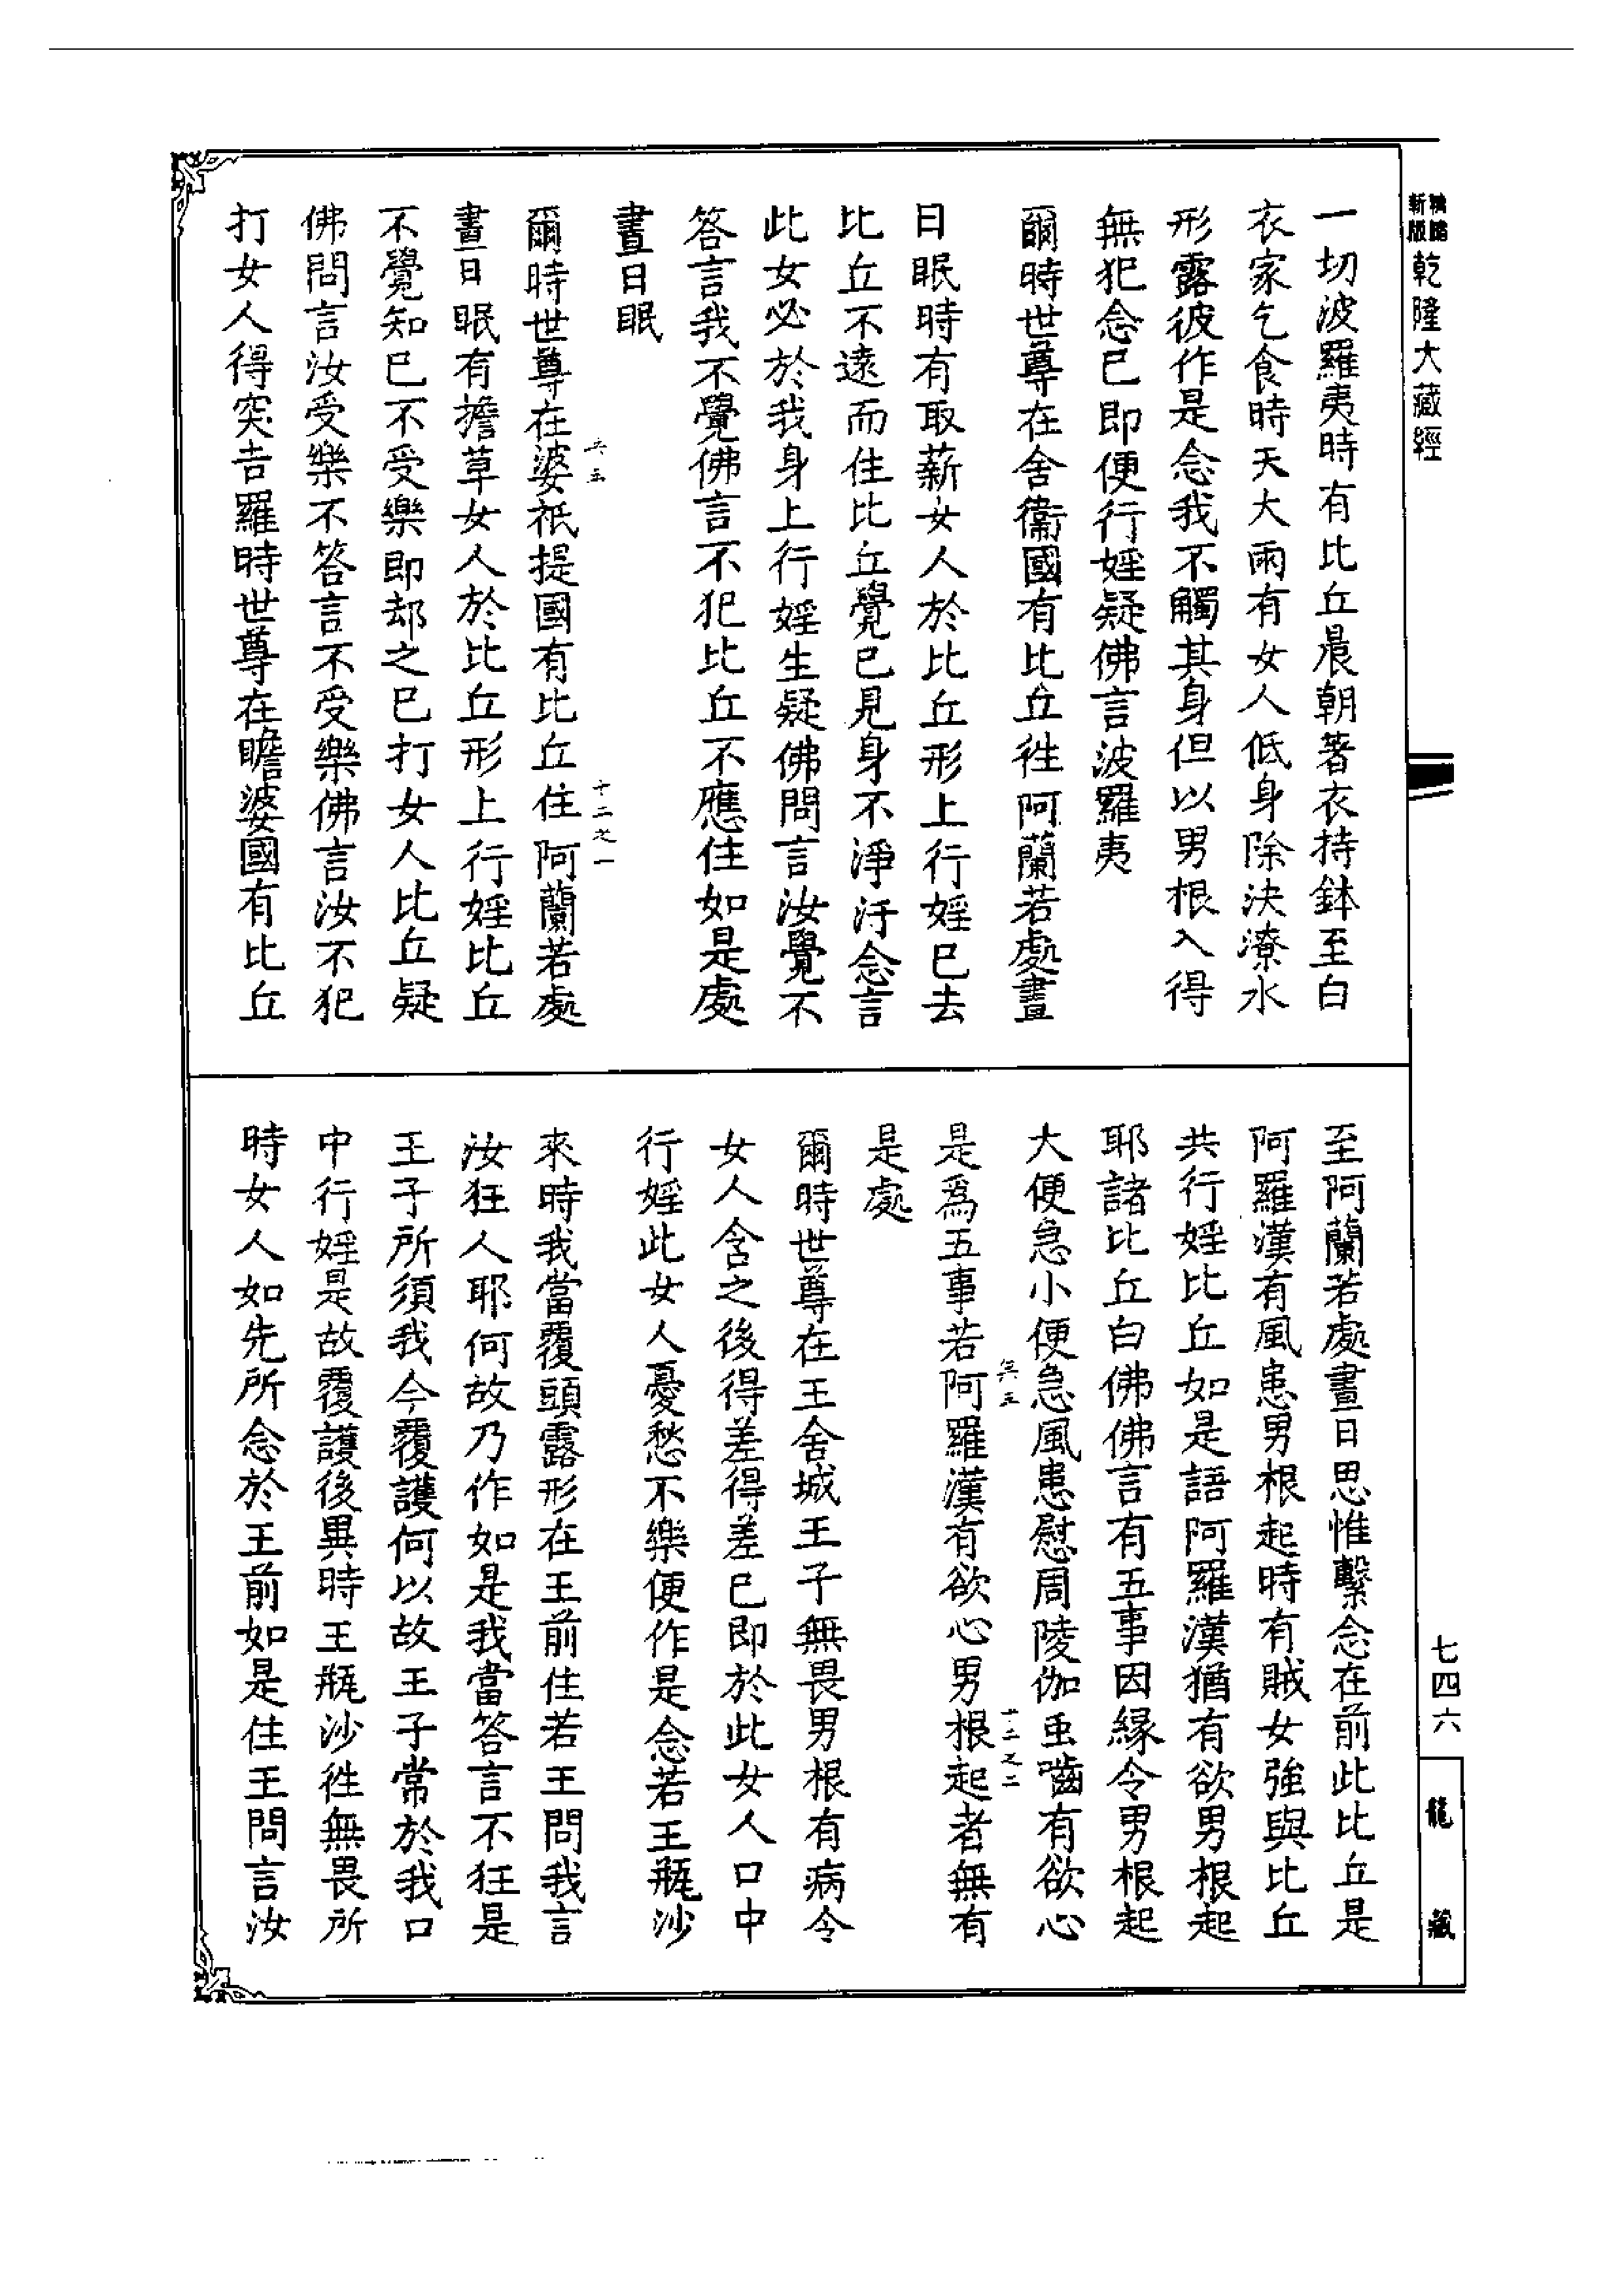 新版
乾隆大藏經
一切波羅夷時有比丘晨朝著衣持鉢至白
衣家乞食時天大雨有女人低身除決潦水
形露彼作是念我不觸其身但以男根入得
無犯念已即便行婬疑佛言波羅夷
爾時世尊在舍衞國有比丘徃阿蘭若處晝
日眠時有取薪女人於比丘形上行婬已去
比丘不遠而住比丘覺已見身不淨汙念言
此女必於我身上行婬生疑佛問言汝覺不
答言我不覺佛言不犯比丘不應住如是處
晝日眠
十二之一
爾時世尊在婆祇提國有比丘住阿蘭若處
晝日眠有擔草女人於比丘形上行婬比丘
不覺知已不受樂即却之已打女人比丘疑
佛問言汝受樂不答言不受樂佛言汝不犯
打女人得突吉羅時世尊在瞻婆國有比丘
至阿蘭若處晝日思惟繫念在前此比丘是
阿羅漢有風患男根起時有賊女強與比丘
共行婬比丘如是語阿羅漢猶有欲男根起
耶諸比丘白佛佛言有五事因緣令男根起
大便急小便急風患慰周陵伽虫嚙有欲心
十二之二
是爲五事若阿羅漢有欲心男根起者無有
是處
爾時世尊在王舍城王子無畏男根有病令
女人含之後得差得差已即於此女人口中
行婬此女人憂愁不樂便作是念若王瓶沙
來時我當覆頭露形在王前住若王問我言
汝狂人耶何故乃作如是我當答言不狂是
王子所須我今覆護何以故王子常於我口
中行婬是故覆護後異時王瓶沙徃無畏所
時女人如先所念於王前如是住王問言汝
七四六
龍藏